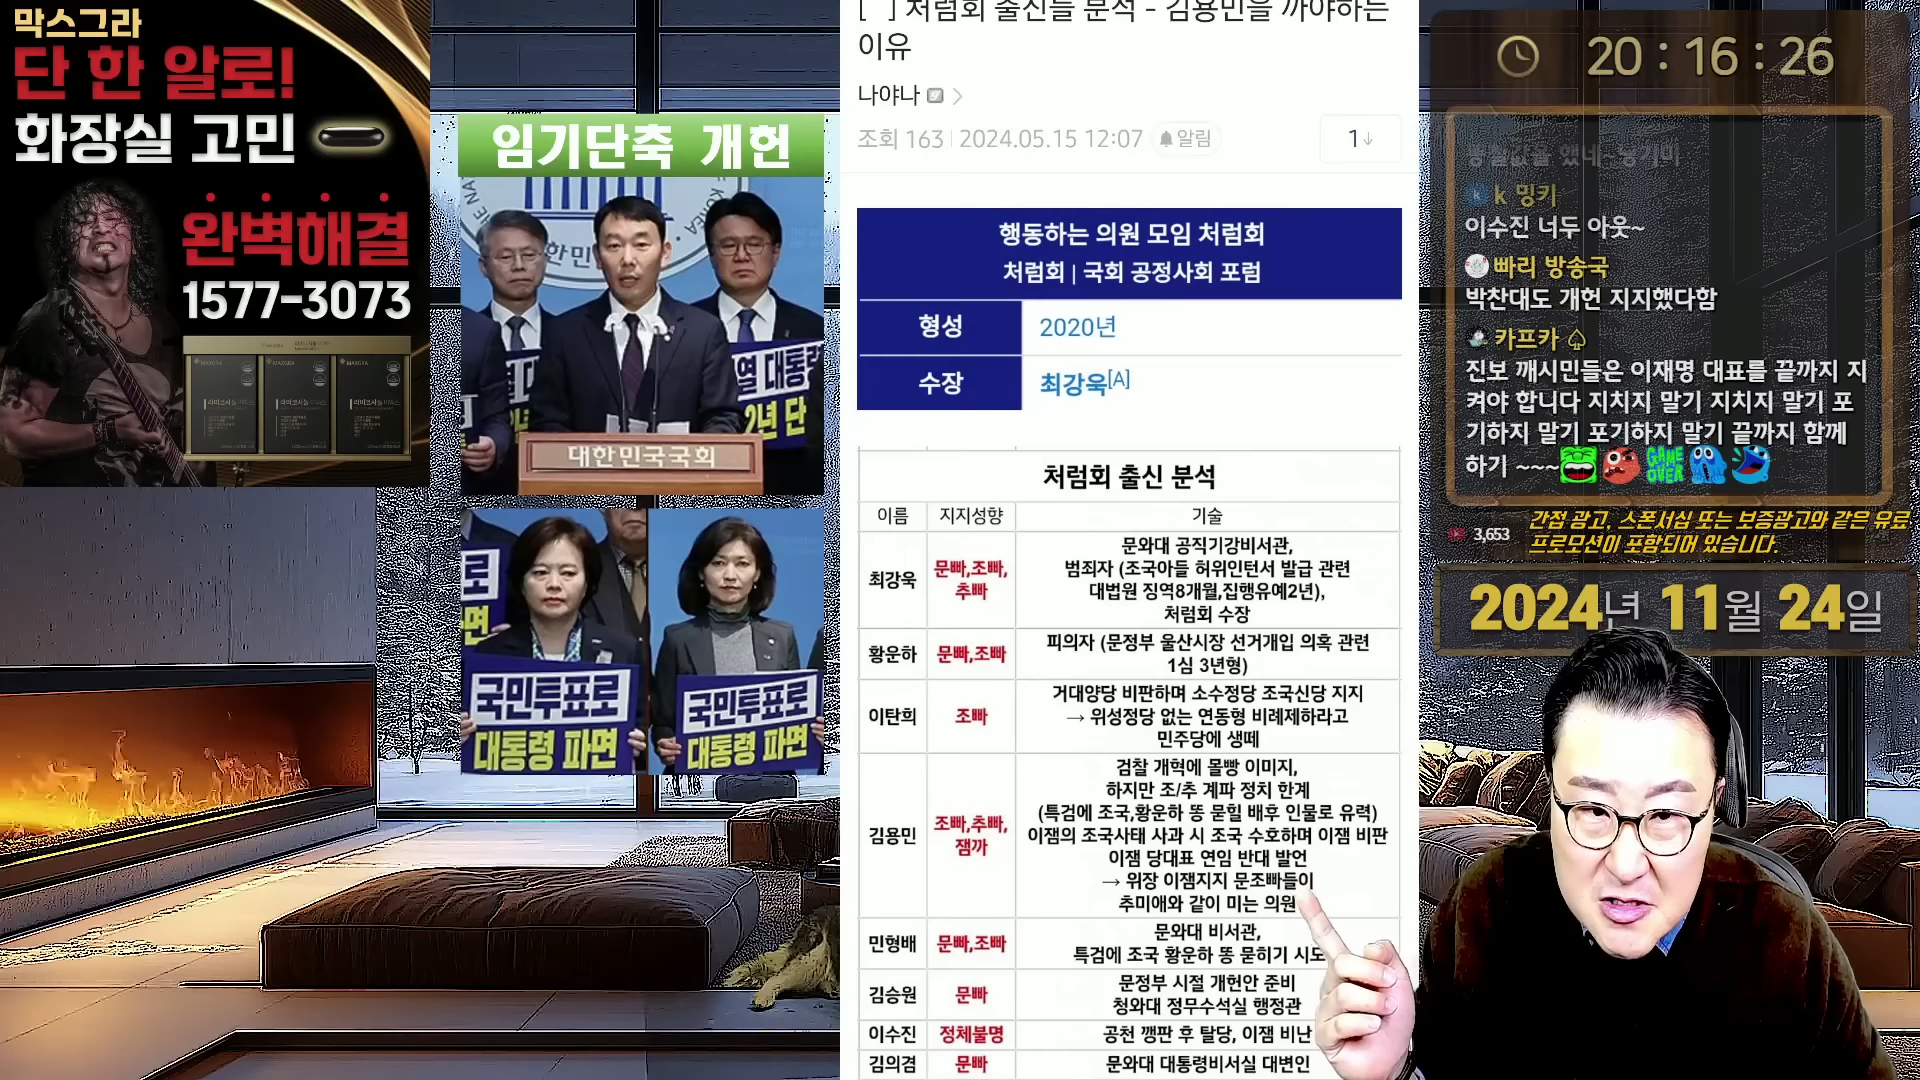 막스그라
단 한 알로!
화장실 고민
완벽해결
1577-3073
임기단축 개헌
대한민국국회
2년 단
국민투표로
대통령 파면
국민투표로
대통령 파면
[ ] 처럼회 출신들 분석 - 김용민을 까야하는
이유
나야나
조회 163 2024.05.15 12:07 알림
1↓
행동하는 의원 모임 처럼회
처럼회 | 국회 공정사회 포럼
형성 2020년
수장 최강욱[A]
처럼회 출신 분석
이름 지지성향 기술
최강욱 문빠,조빠, 추빠
문와대 공직기강비서관,
범죄자 (조국아들 허위인턴서 발급 관련
대법원 징역8개월,집행유예2년),
처럼회 수장
황운하 문빠,조빠
피의자 (문정부 울산시장 선거개입 의혹 관련
1심 3년형)
이탄희 조빠
거대양당 비판하며 소수정당 조국신당 지지
→ 위성정당 없는 연동형 비례제하라고
민주당에 생떼
김용민 조빠,추빠, 잼까
검찰 개혁에 몰빵 이미지,
하지만 조/추 계파 정치 한계
(특검에 조국,황운하 똥 묻힐 배후 인물로 유력)
이잼의 조국사태 사과 시 조국 수호하며 이잼 비판
이잼 당대표 연임 반대 발언
→ 위장 이잼지지 문조빠들이
추미애와 같이 미는 의원
민형배 문빠,조빠
문와대 비서관,
특검에 조국 황운하 똥 묻히기 시도
김승원 문빠
문정부 시절 개헌안 준비
청와대 정무수석실 행정관
이수진 정체불명 공천 깽판 후 탈당, 이잼 비난
김의겸 문빠 문와대 대통령비서실 대변인
20 : 16 : 26
k 밍키
이수진 너두 아웃~
빠리 방송국
박찬대도 개헌 지지했다함
카프카 ♤
진보 깨시민들은 이재명 대표를 끝까지 지
켜야 합니다 지치지 말기 지치지 말기 포
기하지 말기 포기하지 말기 끝까지 함께
하기 ~~~ GAME OVER
3,653
간접 광고, 스폰서십 또는 보증광고와 같은 유료
프로모션이 포함되어 있습니다.
2024년 11월 24일